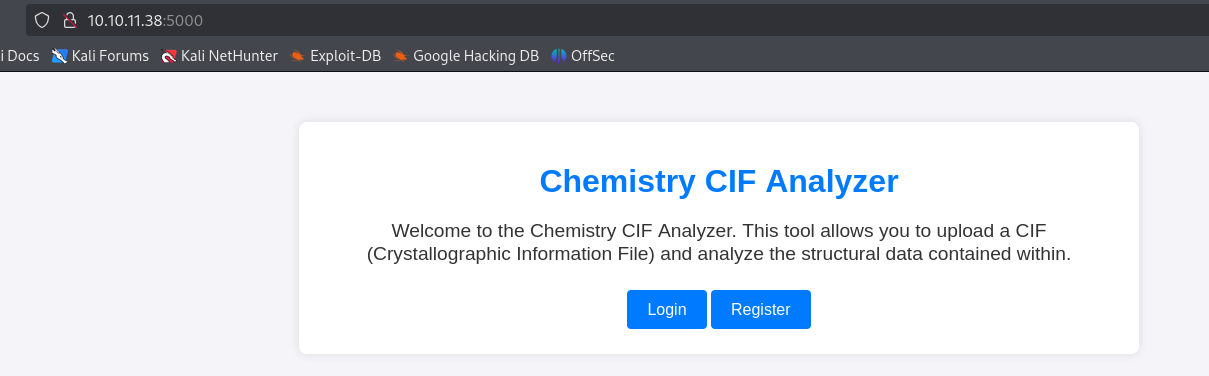 10.10.11.38:5000
i Docs Kali Forums Kali NetHunter Exploit-DB Google Hacking DB OffSec
Chemistry CIF Analyzer
Welcome to the Chemistry CIF Analyzer. This tool allows you to upload a CIF
(Crystallographic Information File) and analyze the structural data contained within.
Login Register